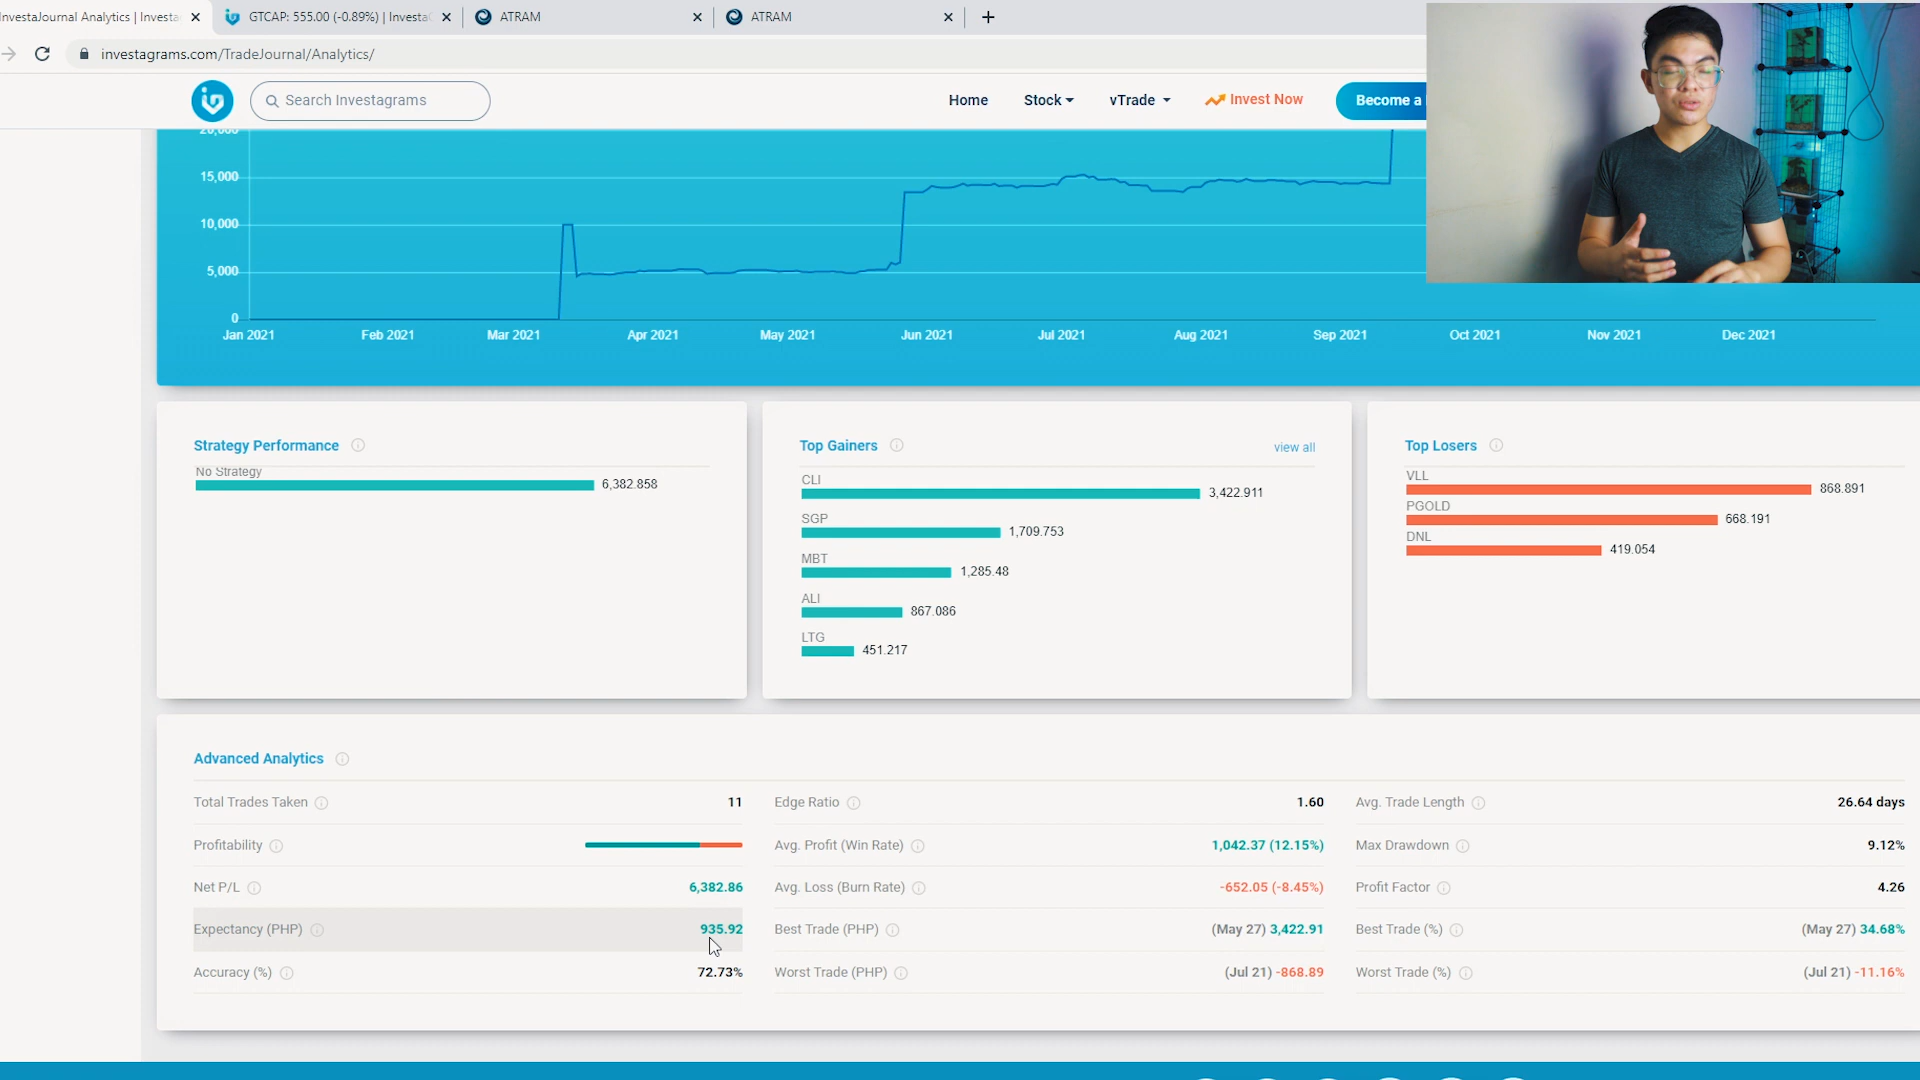 InvestaJournal Analytics | Investa
GTCAP: 555.00 (-0.89%) | Investa
ATRAM
ATRAM
investagrams.com/TradeJournal/Analytics/
Search Investagrams
Home
Stock
vTrade
Invest Now
Become a
20,000
15,000
10,000
5,000
0
Jan 2021 Feb 2021 Mar 2021 Apr 2021 May 2021 Jun 2021 Jul 2021 Aug 2021 Sep 2021 Oct 2021 Nov 2021 Dec 2021
Strategy Performance
No Strategy
6,382.858
Top Gainers
view all
CLI
3,422.911
SGP
1,709.753
MBT
1,285.48
ALI
867.086
LTG
451.217
Top Losers
VLL
868.891
PGOLD
668.191
DNL
419.054
Advanced Analytics
Total Trades Taken 11
Profitability
Net P/L 6,382.86
Expectancy (PHP) 935.92
Accuracy (%) 72.73%
Edge Ratio 1.60
Avg. Profit (Win Rate) 1,042.37 (12.15%)
Avg. Loss (Burn Rate) -652.05 (-8.45%)
Best Trade (PHP) (May 27) 3,422.91
Worst Trade (PHP) (Jul 21) -868.89
Avg. Trade Length 26.64 days
Max Drawdown 9.12%
Profit Factor 4.26
Best Trade (%) (May 27) 34.68%
Worst Trade (%) (Jul 21) -11.16%